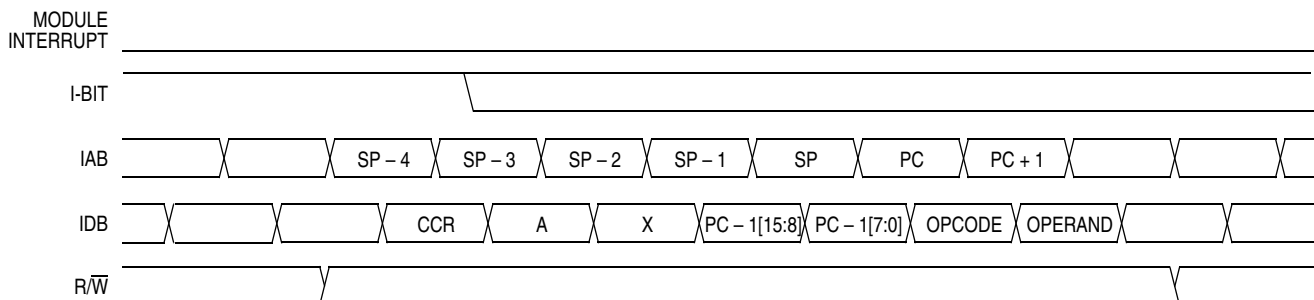 MODULE
INTERRUPT
I-BIT
IAB SP – 4 SP – 3 SP – 2 SP – 1 SP PC PC + 1
IDB CCR A X PC – 1[15:8] PC – 1[7:0] OPCODE OPERAND
R/W̅